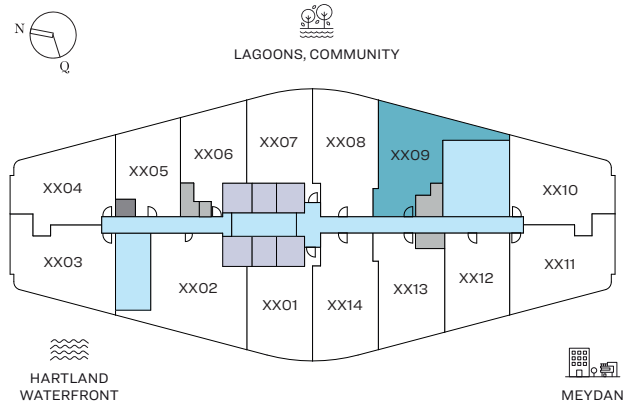 N
Q
LAGOONS, COMMUNITY
XX04
XX05
XX06
XX07
XX08
XX09
XX10
XX03
XX02
XX01
XX14
XX13
XX12
XX11
HARTLAND
WATERFRONT
MEYDAN